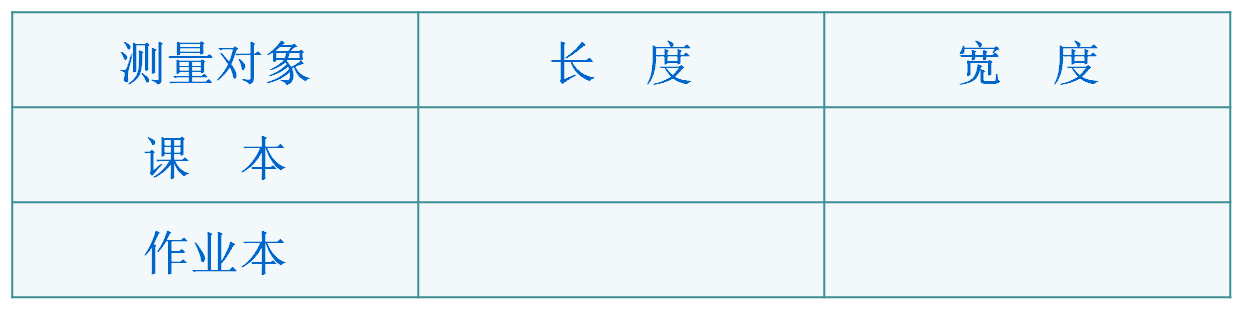 测量对象 长 度 宽 度
课 本
作业本